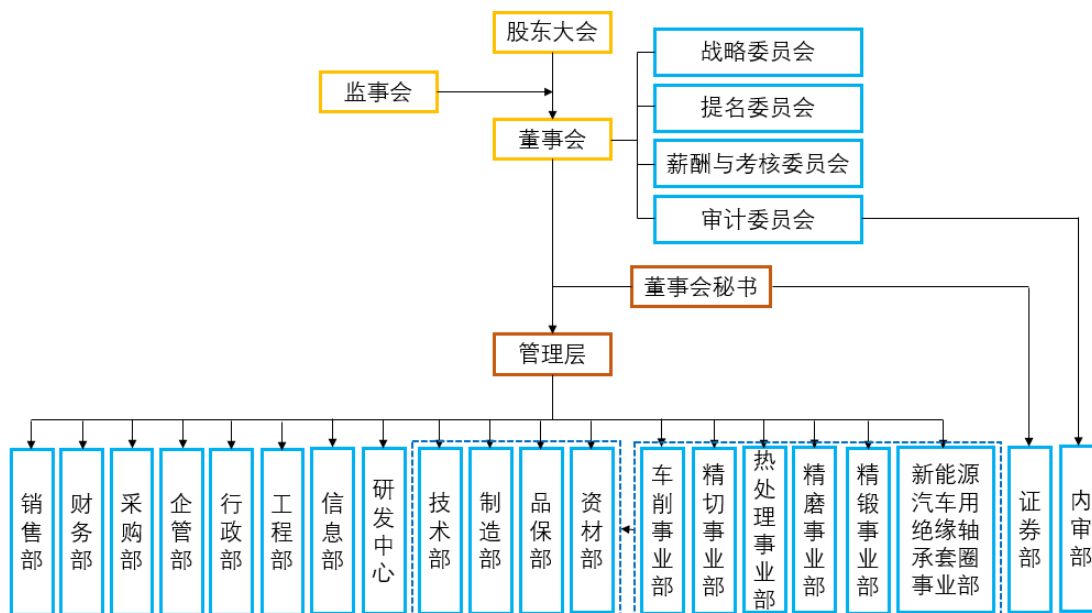 股东大会
战略委员会
监事会
提名委员会
董事会
薪酬与考核委员会
审计委员会
董事会秘书
管理层
销售部
财务部
采购部
企管部
行政部
工程部
信息部
研发中心
技术部
制造部
品保部
资材部
车削事业部
精切事业部
热处理事业部
精磨事业部
精锻事业部
新能源
汽车用
绝缘轴
承套圈
事业部
证券部
内审部